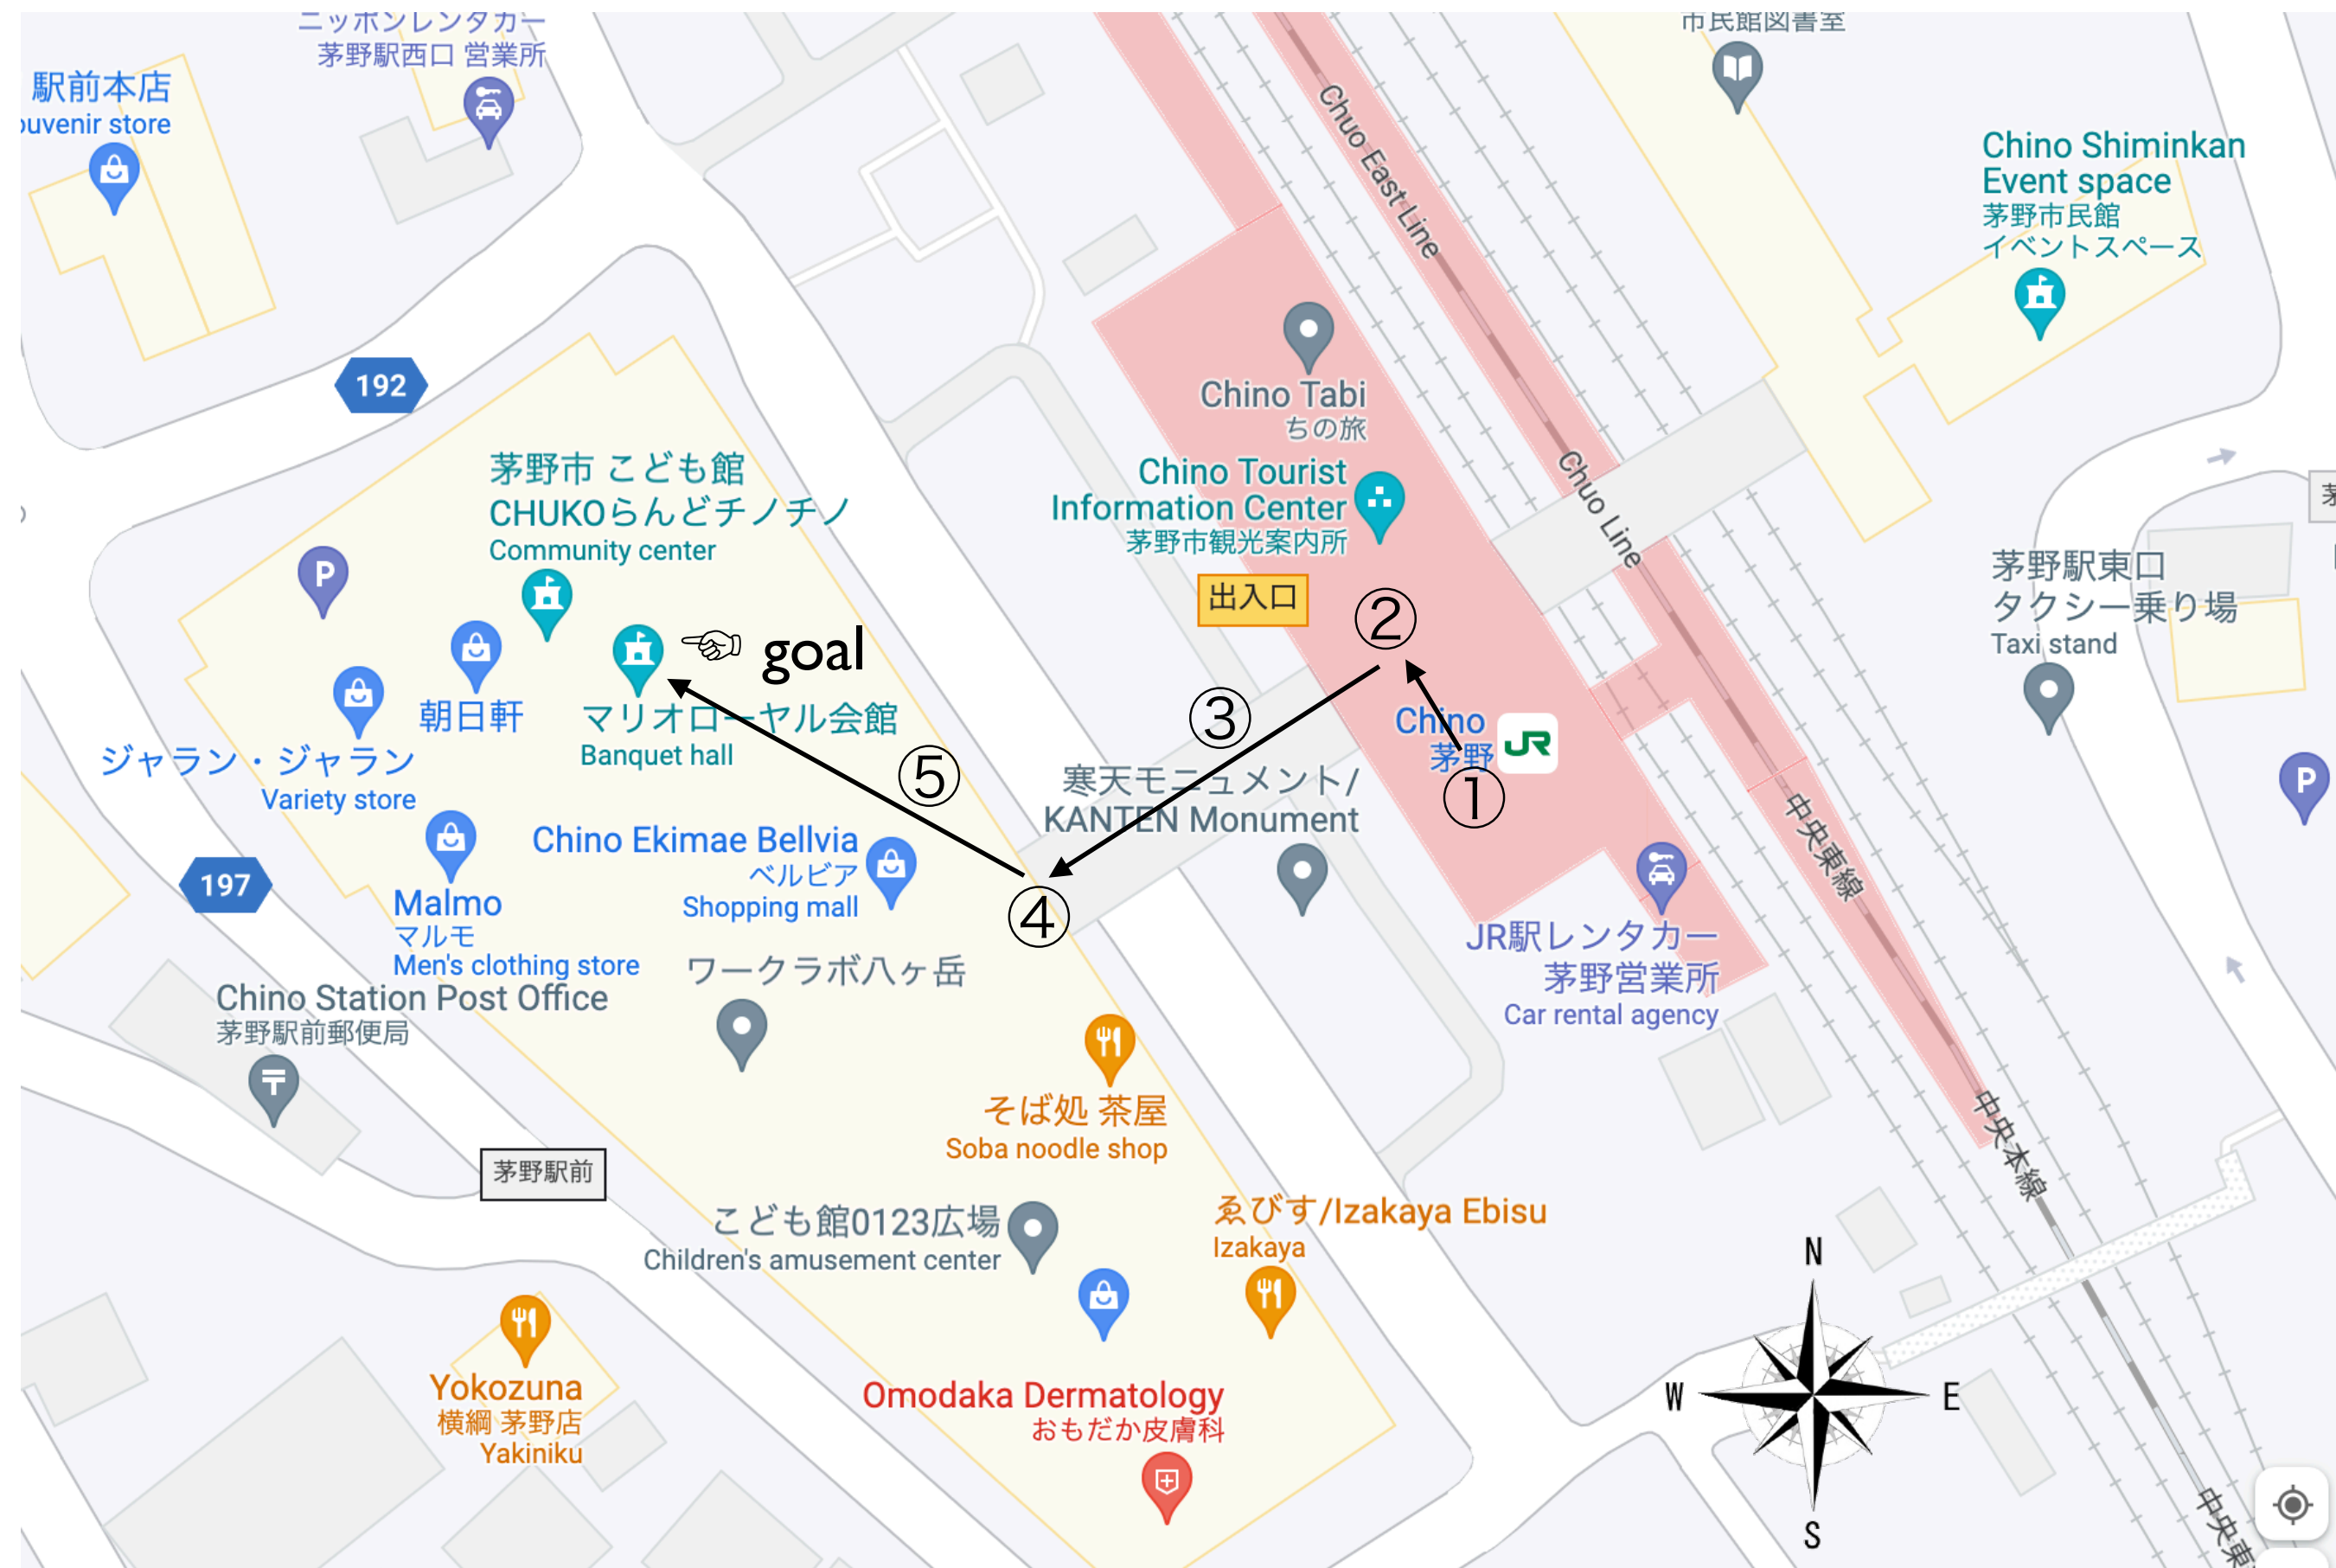 ニッポンレンタカー
茅野駅西口 営業所
駅前本店
ouvenir store
市民館図書室
Chuo East Line
Chino Shiminkan
Event space
茅野市民館
イベントスペース
192
Chino Tabi
ちの旅
茅野市 こども館
CHUKOらんどチノチノ
Community center
Chino Tourist
Information Center
茅野市観光案内所
Chuo Line
出入口
茅野駅東口
タクシー乗り場
Taxi stand
茅
P
②
☜ goal
朝日軒
マリオローヤル会館
Banquet hall
③
Chino
茅野
JR
①
ジャラン・ジャラン
Variety store
⑤
寒天モニュメント/
KANTEN Monument
P
中央東線
197
Chino Ekimae Bellvia
ベルビア
Shopping mall
④
Malmo
マルモ
Men's clothing store
ワークラボ八ヶ岳
JR駅レンタカー
茅野営業所
Car rental agency
Chino Station Post Office
茅野駅前郵便局
そば処 茶屋
Soba noodle shop
茅野駅前
中央本線
こども館0123広場
Children's amusement center
ゑびす/Izakaya Ebisu
Izakaya
N
W
E
S
Yokozuna
横綱 茅野店
Yakiniku
Omodaka Dermatology
おもだか皮膚科
中央東